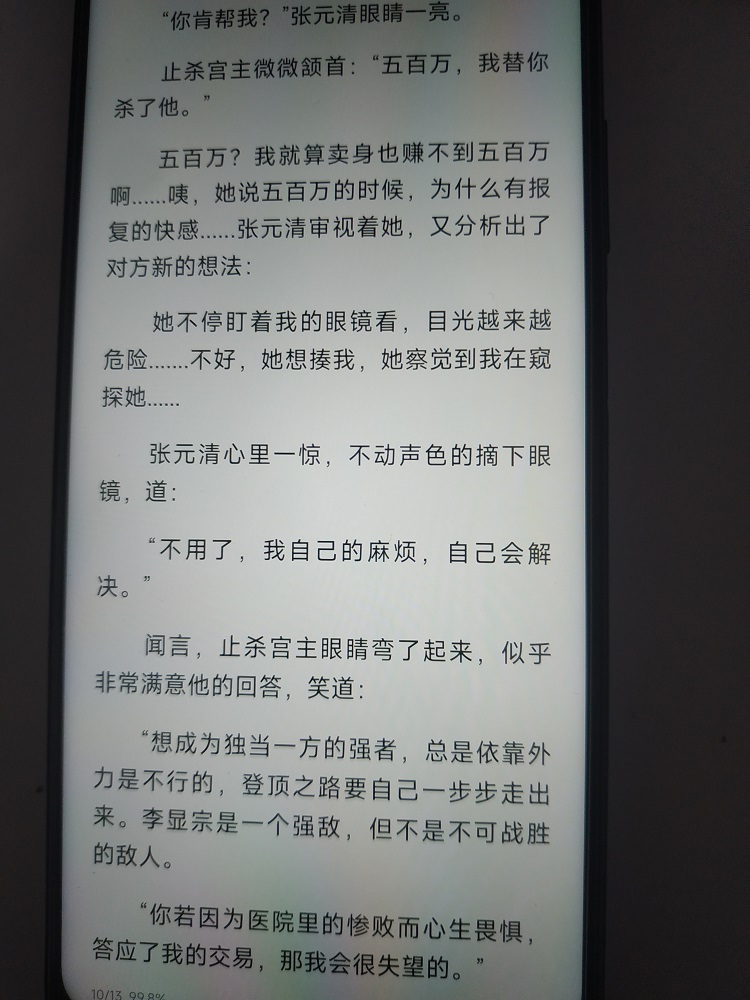 “你肯帮我？”张元清眼睛一亮。
止杀宫主微微颔首：“五百万，我替你
杀了他。”
五百万？我就算卖身也赚不到五百万
啊......咦，她说五百万的时候，为什么有报
复的快感......张元清审视着她，又分析出了
对方新的想法：
她不停盯着我的眼镜看，目光越来越
危险.......不好，她想揍我，她察觉到我在窥
探她......
张元清心里一惊，不动声色的摘下眼
镜，道：
“不用了，我自己的麻烦，自己会解
决。”
闻言，止杀宫主眼睛弯了起来，似乎
非常满意他的回答，笑道：
“想成为独当一方的强者，总是依靠外
力是不行的，登顶之路要自己一步步走出
来。李显宗是一个强敌，但不是不可战胜
的敌人。
“你若因为医院里的惨败而心生畏惧，
答应了我的交易，那我会很失望的。”
10/13 99.8%